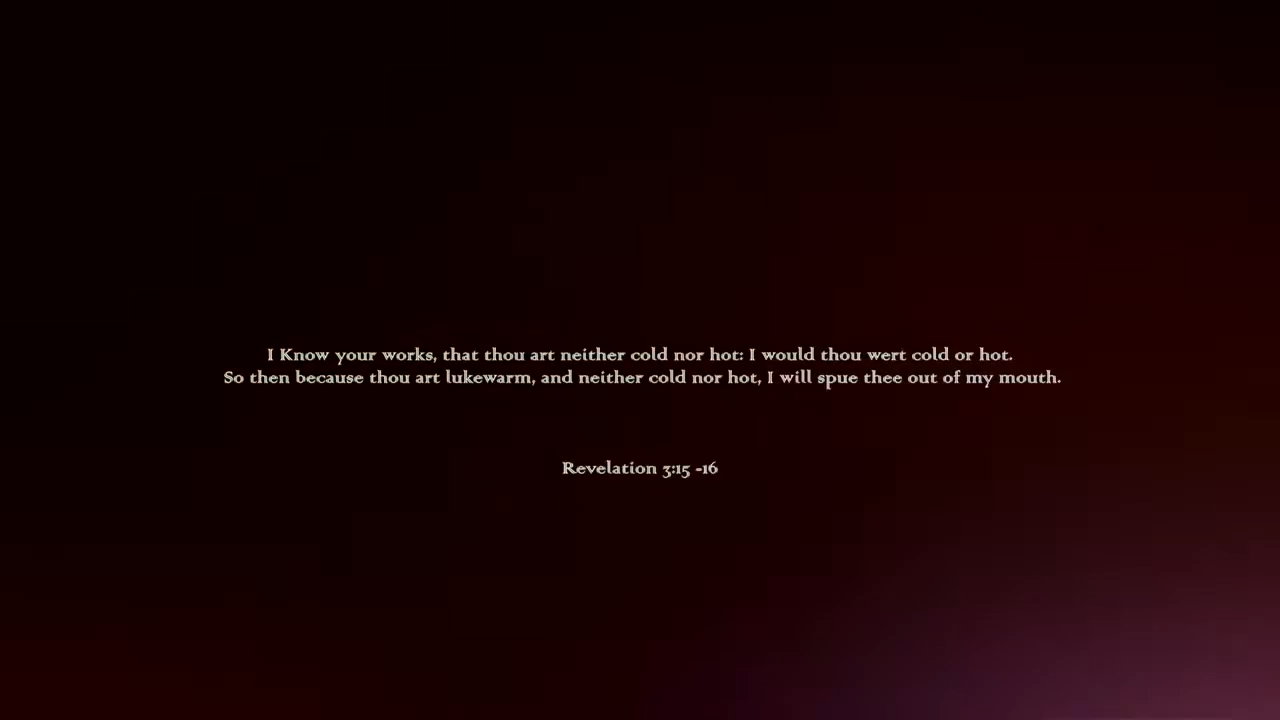 I Know your works, that thou art neither cold nor hot: I would thou wert cold or hot.
So then because thou art lukewarm, and neither cold nor hot, I will spue thee out of my mouth.
Revelation 3:15 -16